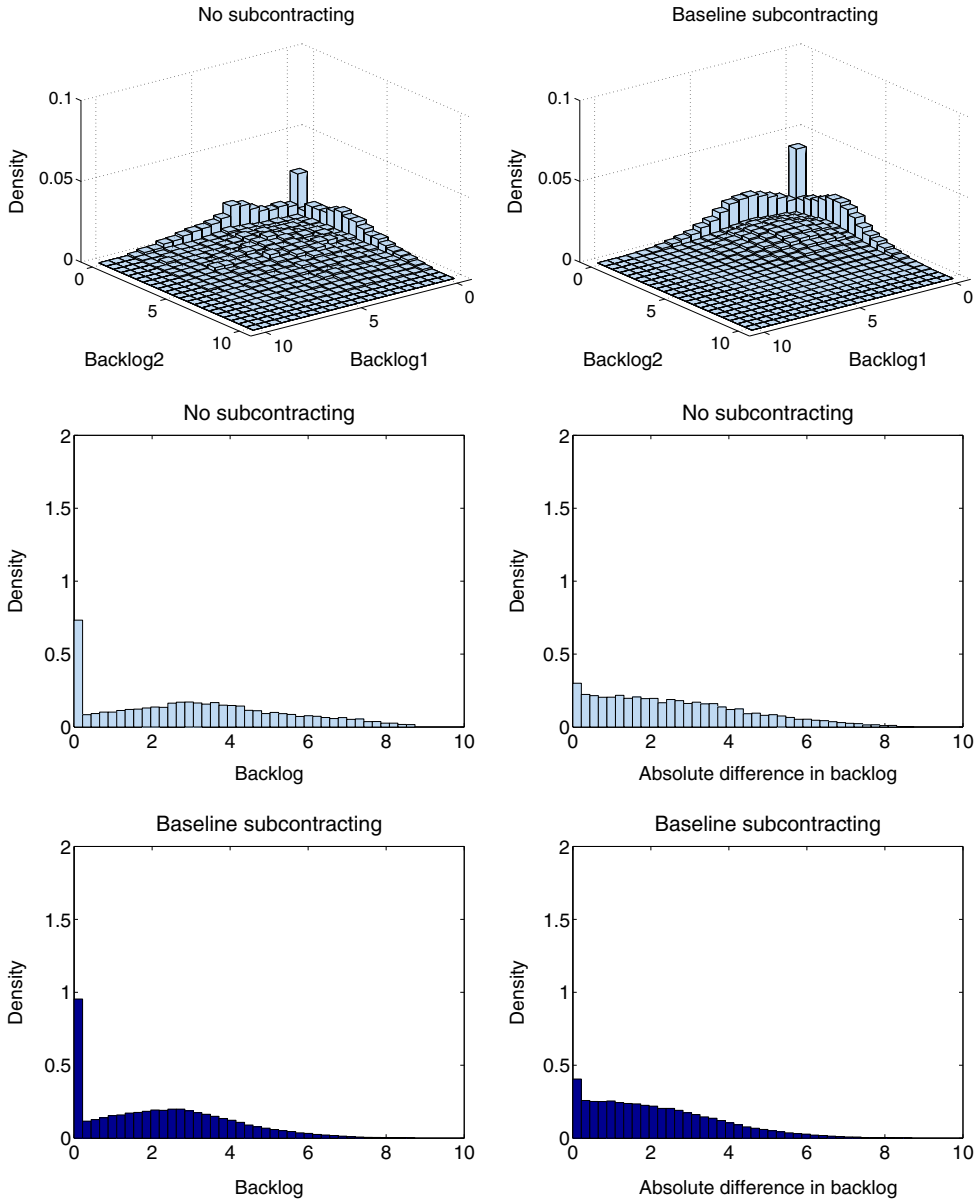 No subcontracting
Baseline subcontracting
0.1
0.05
0
Density
0
5
10
Backlog2
10
5
0
Backlog1
0.1
0.05
0
Density
0
5
10
Backlog2
10
5
0
Backlog1
No subcontracting
2
1.5
1
0.5
0
Density
0 2 4 6 8 10
Backlog
No subcontracting
2
1.5
1
0.5
0
Density
0 2 4 6 8 10
Absolute difference in backlog
Baseline subcontracting
2
1.5
1
0.5
0
Density
0 2 4 6 8 10
Backlog
Baseline subcontracting
2
1.5
1
0.5
0
Density
0 2 4 6 8 10
Absolute difference in backlog